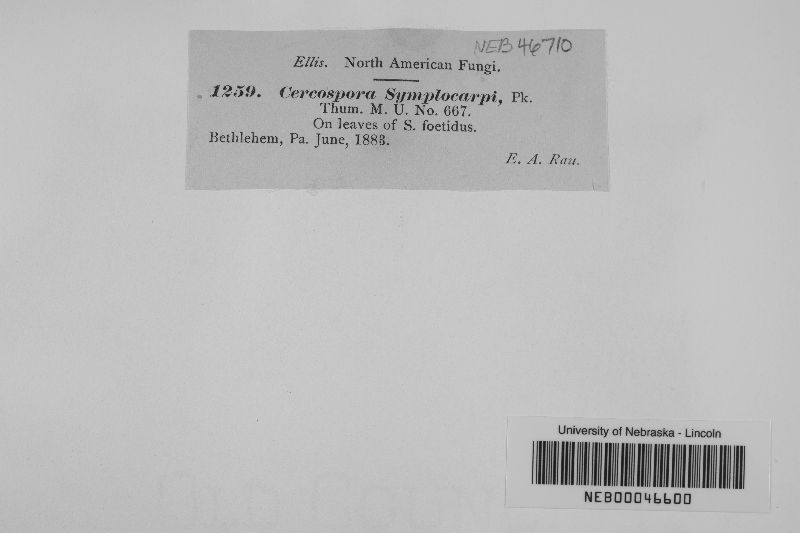 NEB 46710
Ellis. North American Fungi.
1259. Cercospora Symplocarpi, Pk.
Thum. M. U. No. 667.
On leaves of S. foetidus.
Bethlehem, Pa. June, 1883.
E. A. Rau.
University of Nebraska - Lincoln
NEB00046600